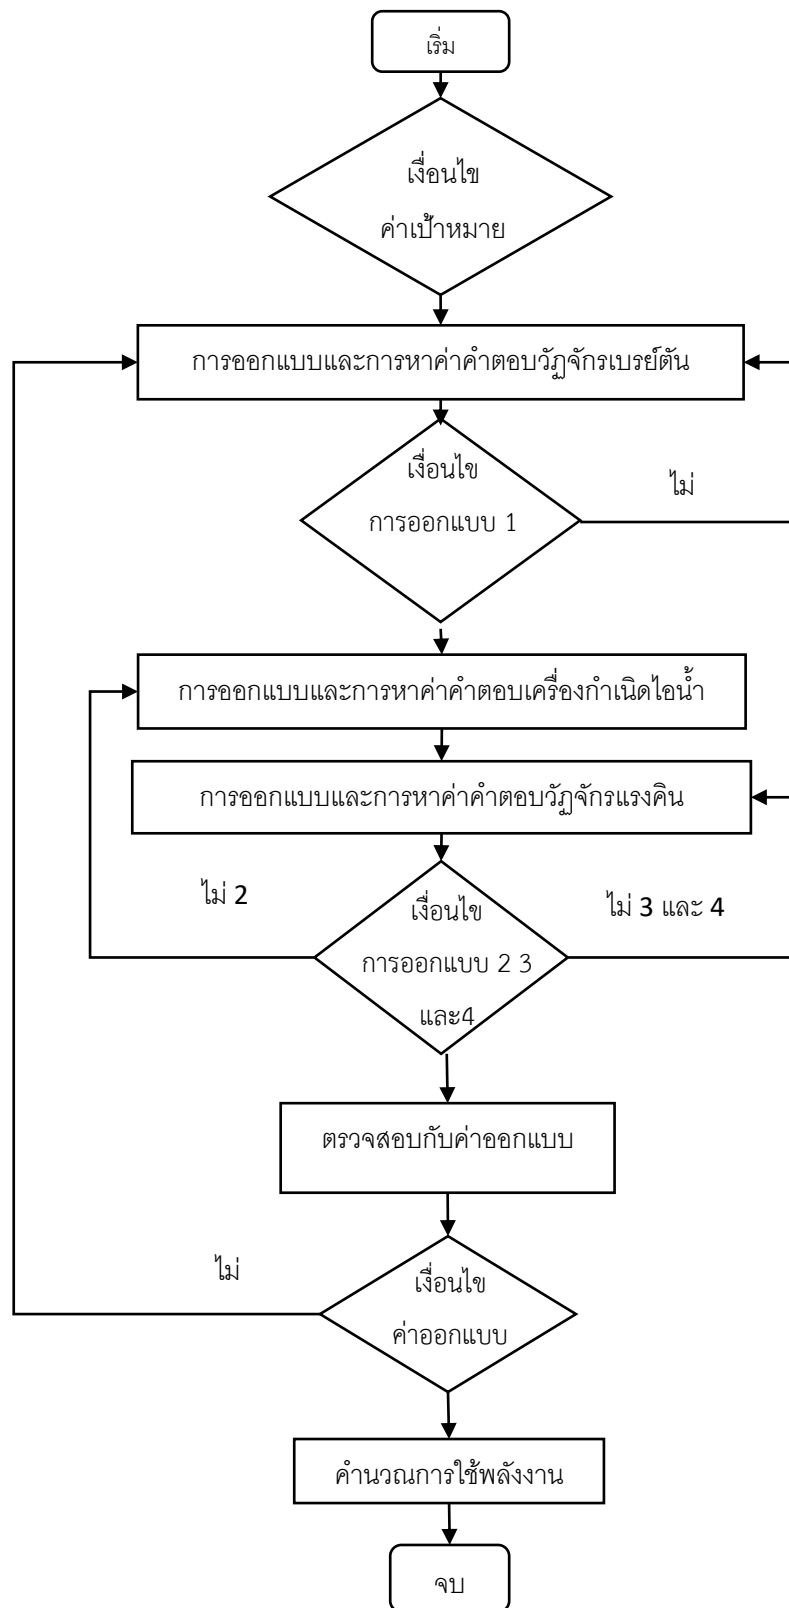 เริ่ม
เงื่อนไข
ค่าเป้าหมาย
การออกแบบและการหาค่าคำตอบวัฏจักรเบรย์ตัน
เงื่อนไข
การออกแบบ 1
ไม่
การออกแบบและการหาค่าคำตอบเครื่องกำเนิดไอน้ำ
การออกแบบและการหาค่าคำตอบวัฏจักรแรงคิน
ไม่ 2
เงื่อนไข
การออกแบบ 2 3
และ4
ไม่ 3 และ 4
ตรวจสอบกับค่าออกแบบ
ไม่
เงื่อนไข
ค่าออกแบบ
คำนวณการใช้พลังงาน
จบ